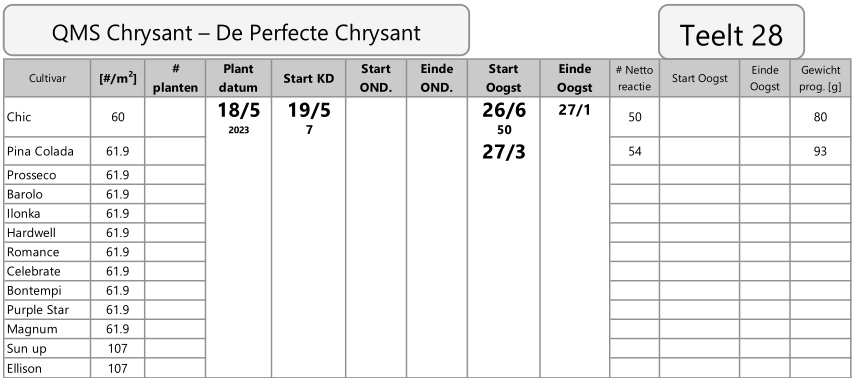 QMS Chrysant – De Perfecte Chrysant
Teelt 28
Cultivar [#/m²] # planten Plant datum Start KD Start OND. Einde OND. Start Oogst Einde Oogst # Netto reactie Start Oogst Einde Oogst Gewicht prog. [g]
Chic 60 18/5 19/5 26/6 27/1 50 80
2023 7 50
Pina Colada 61.9 27/3 54 93
Prosseco 61.9
Barolo 61.9
Ilonka 61.9
Hardwell 61.9
Romance 61.9
Celebrate 61.9
Bontempi 61.9
Purple Star 61.9
Magnum 61.9
Sun up 107
Ellison 107